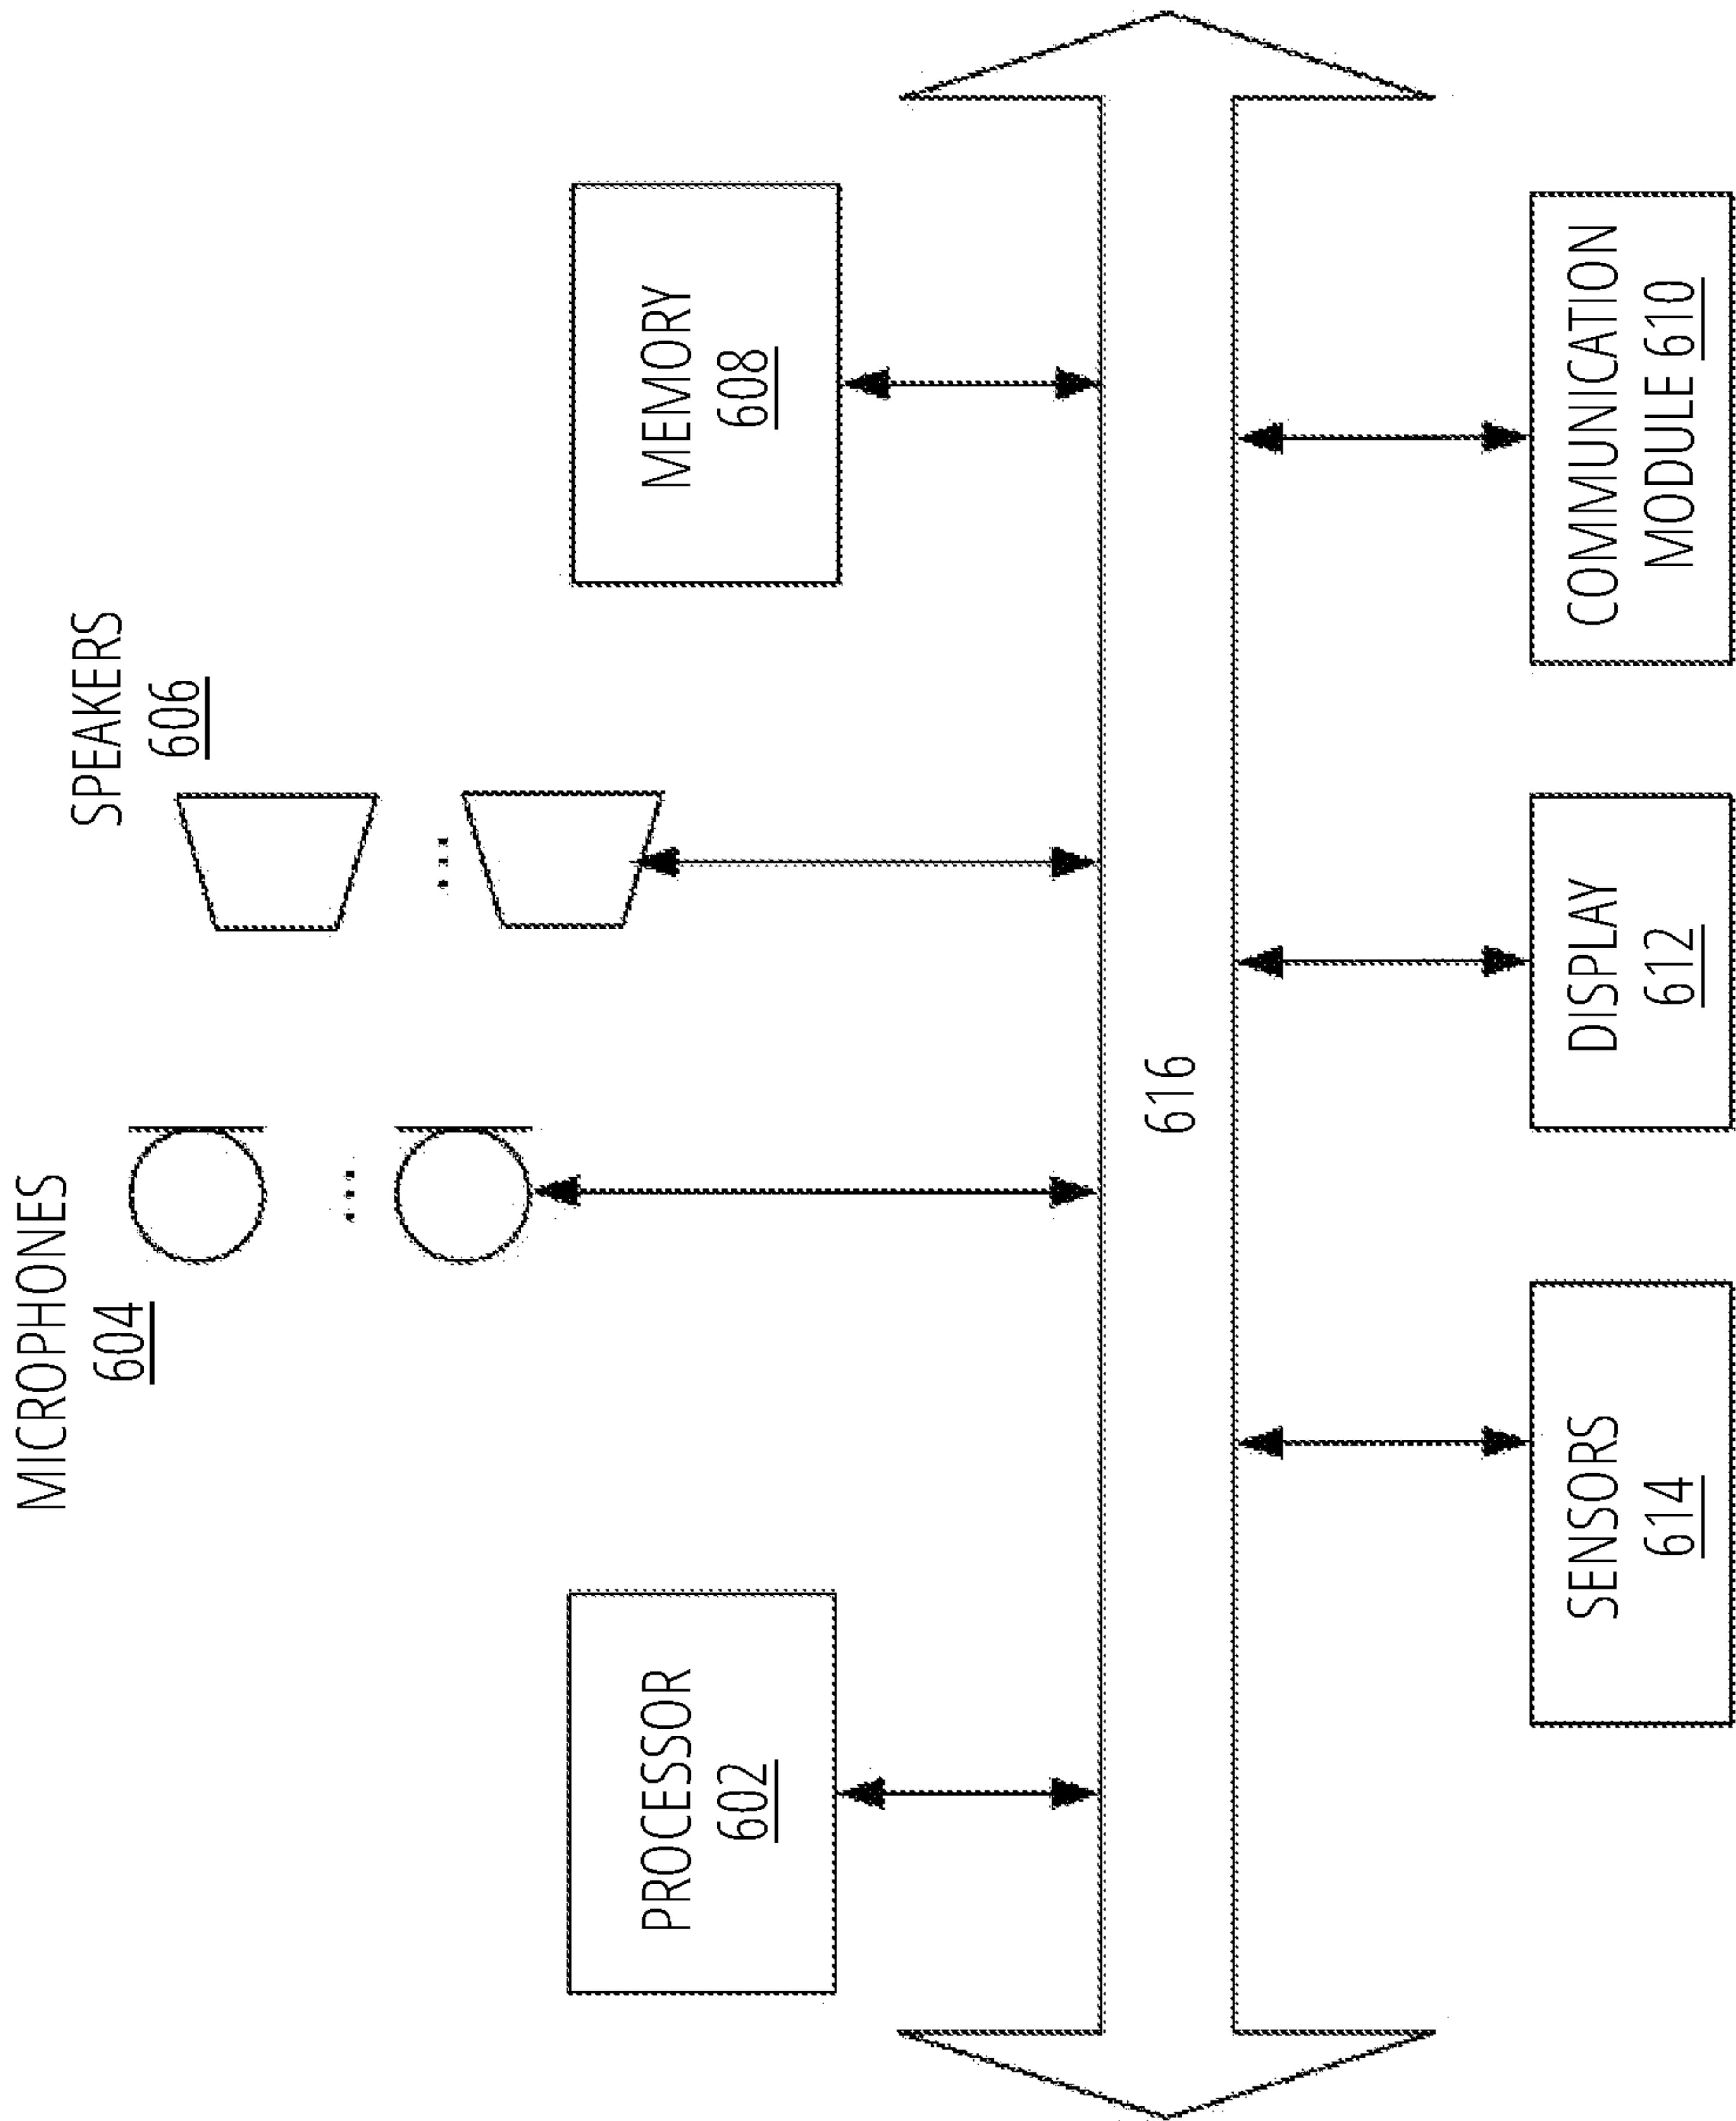 MICROPHONES
604
SPEAKERS
606
PROCESSOR
602
MEMORY
608
616
SENSORS
614
DISPLAY
612
COMMUNICATION
MODULE 610